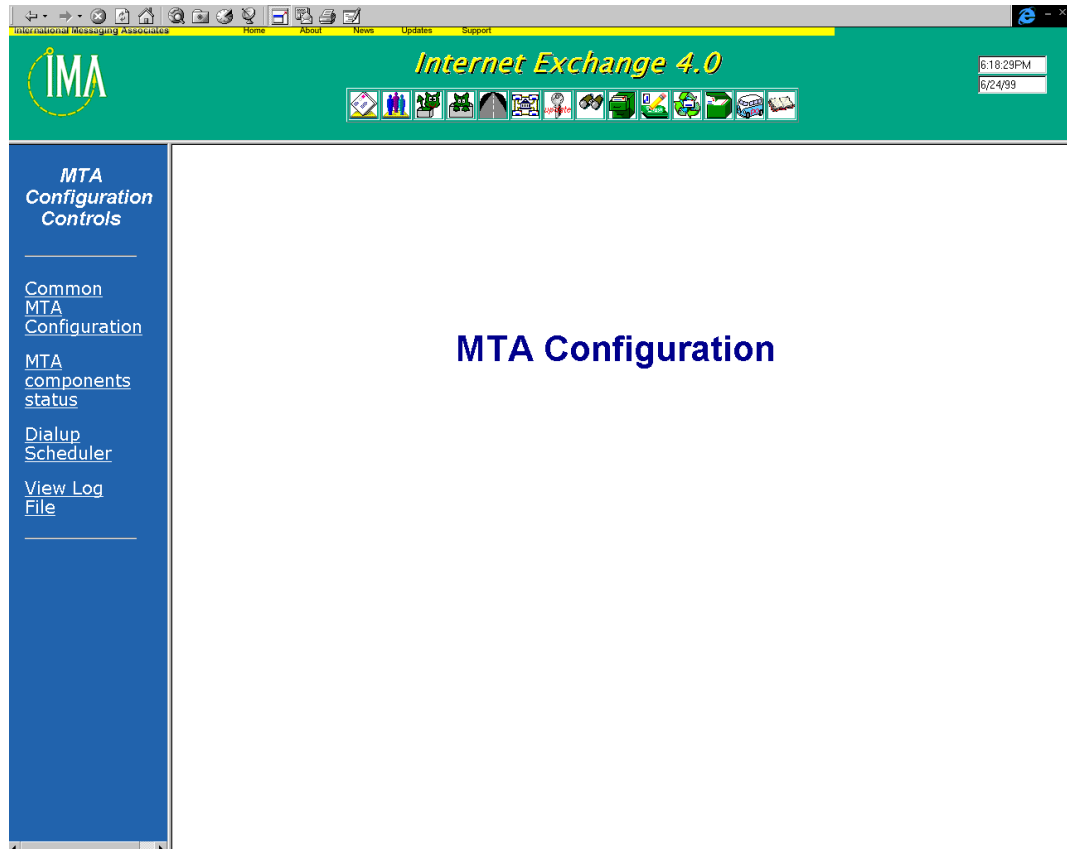 International Messaging Associates Home About News Updates Support
IMA
Internet Exchange 4.0
6:18:29PM
6/24/99
update
MTA
Configuration
Controls
Common
MTA
Configuration
MTA
components
status
Dialup
Scheduler
View Log
File
MTA Configuration